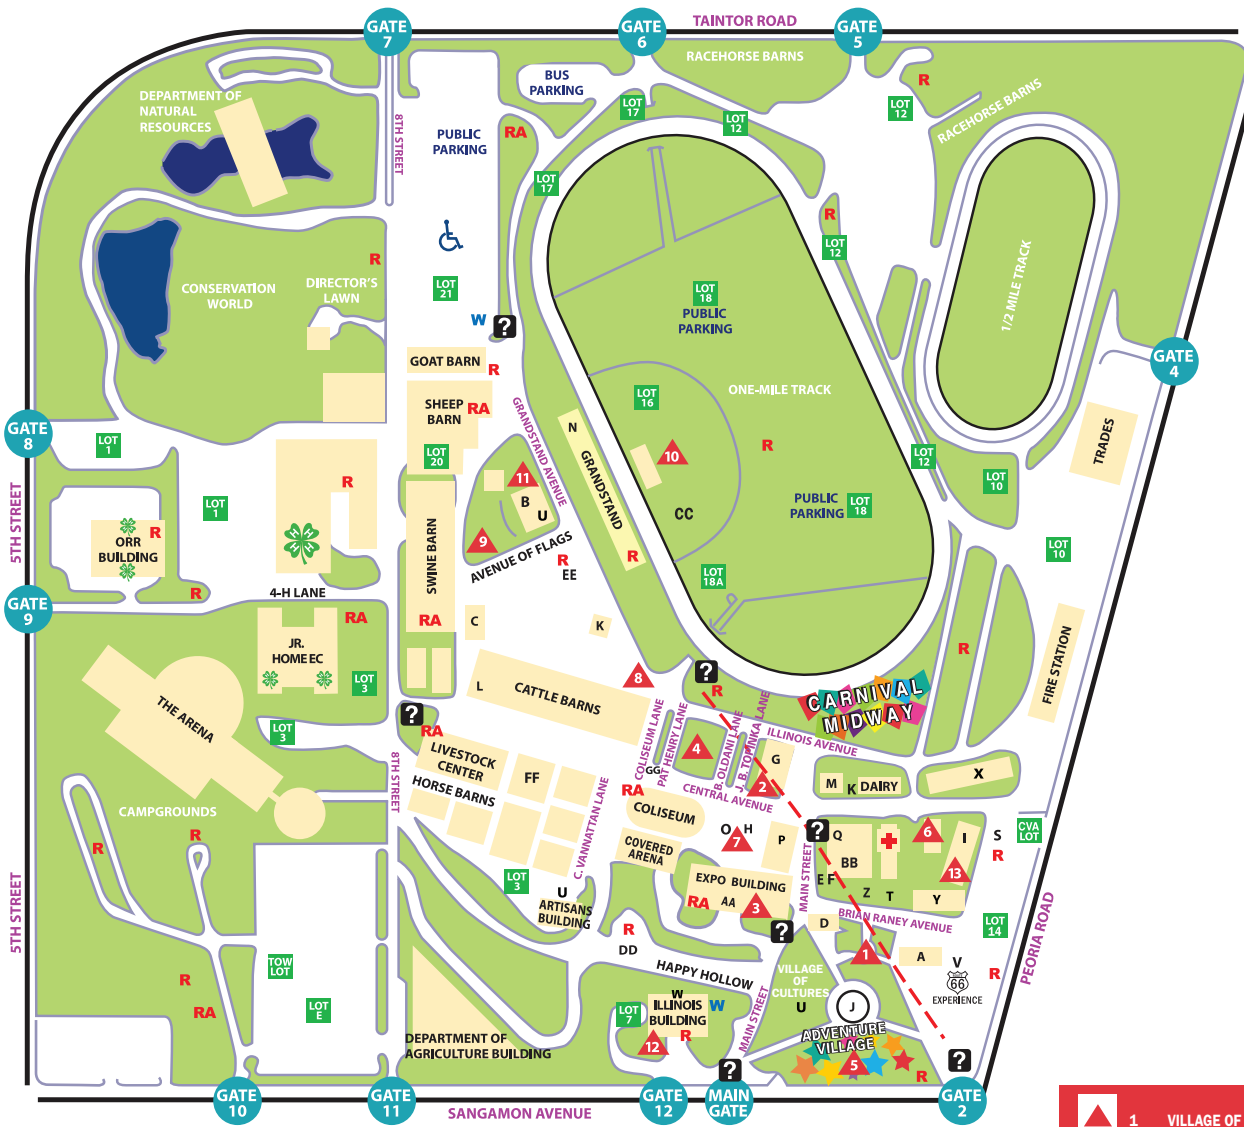 TAINTOR ROAD
GATE
7
GATE
6
GATE
5
RACEHORSE BARNS
BUS
PARKING
R
DEPARTMENT OF
NATURAL
RESOURCES
LOT
17
LOT
12
LOT
12
RACEHORSE BARNS
8TH STREET
PUBLIC
PARKING
RA
LOT
17
R
LOT
12
R
CONSERVATION
WORLD
DIRECTOR'S
LAWN
LOT
21
LOT
18
PUBLIC
PARKING
1/2 MILE TRACK
W
?
GATE
4
GOAT BARN
R
SHEEP
BARN
RA
GRANDSTAND AVENUE
LOT
16
ONE-MILE TRACK
N
GRANDSTAND
R
10
R
TRADES
GATE
8
LOT
1
LOT
20
LOT
12
LOT
10
5TH STREET
LOT
1
R
11
B
U
CC
PUBLIC
PARKING
LOT
18
ORR
BUILDING
R
SWINE BARN
RA
9
AVENUE OF FLAGS
R
EE
LOT
10
LOT
18A
GATE
9
R
4-H LANE
RA
JR.
HOME EC
LOT
3
C
K
R
FIRE STATION
8
?
R
L
CATTLE BARNS
CARNIVAL
MIDWAY
THE ARENA
LOT
3
?
RA
LIVESTOCK
CENTER
FF
HORSE BARNS
COLISEUM LANE
PAT HENRY LANE
4
B. OLDANI LANE
J. B. TOPINKA LANE
ILLINOIS AVENUE
G
GG
2
CENTRAL AVENUE
M
K
DAIRY
X
8TH STREET
CAMPGROUNDS
R
R
C. VANNATTAN LANE
RA
COLISEUM
O
H
7
P
?
Q
6
I
S
CVA
LOT
R
COVERED
ARENA
BB
13
MAIN STREET
E
F
Z
T
Y
LOT
3
U
ARTISANS
BUILDING
EXPO BUILDING
RA
AA
3
BRIAN RANEY AVENUE
D
LOT
14
5TH STREET
PEORIA ROAD
R
DD
?
1
A
V
66
EXPERIENCE
R
TOW
LOT
R
RA
LOT
E
HAPPY HOLLOW
VILLAGE
OF
CULTURES
U
J
W
ILLINOIS
BUILDING
W
R
LOT
7
12
MAIN STREET
ADVENTURE
VILLAGE
5
R
?
DEPARTMENT OF
AGRICULTURE BUILDING
?
GATE
10
GATE
11
SANGAMON AVENUE
GATE
12
MAIN
GATE
GATE
2
1 VILLAGE OF